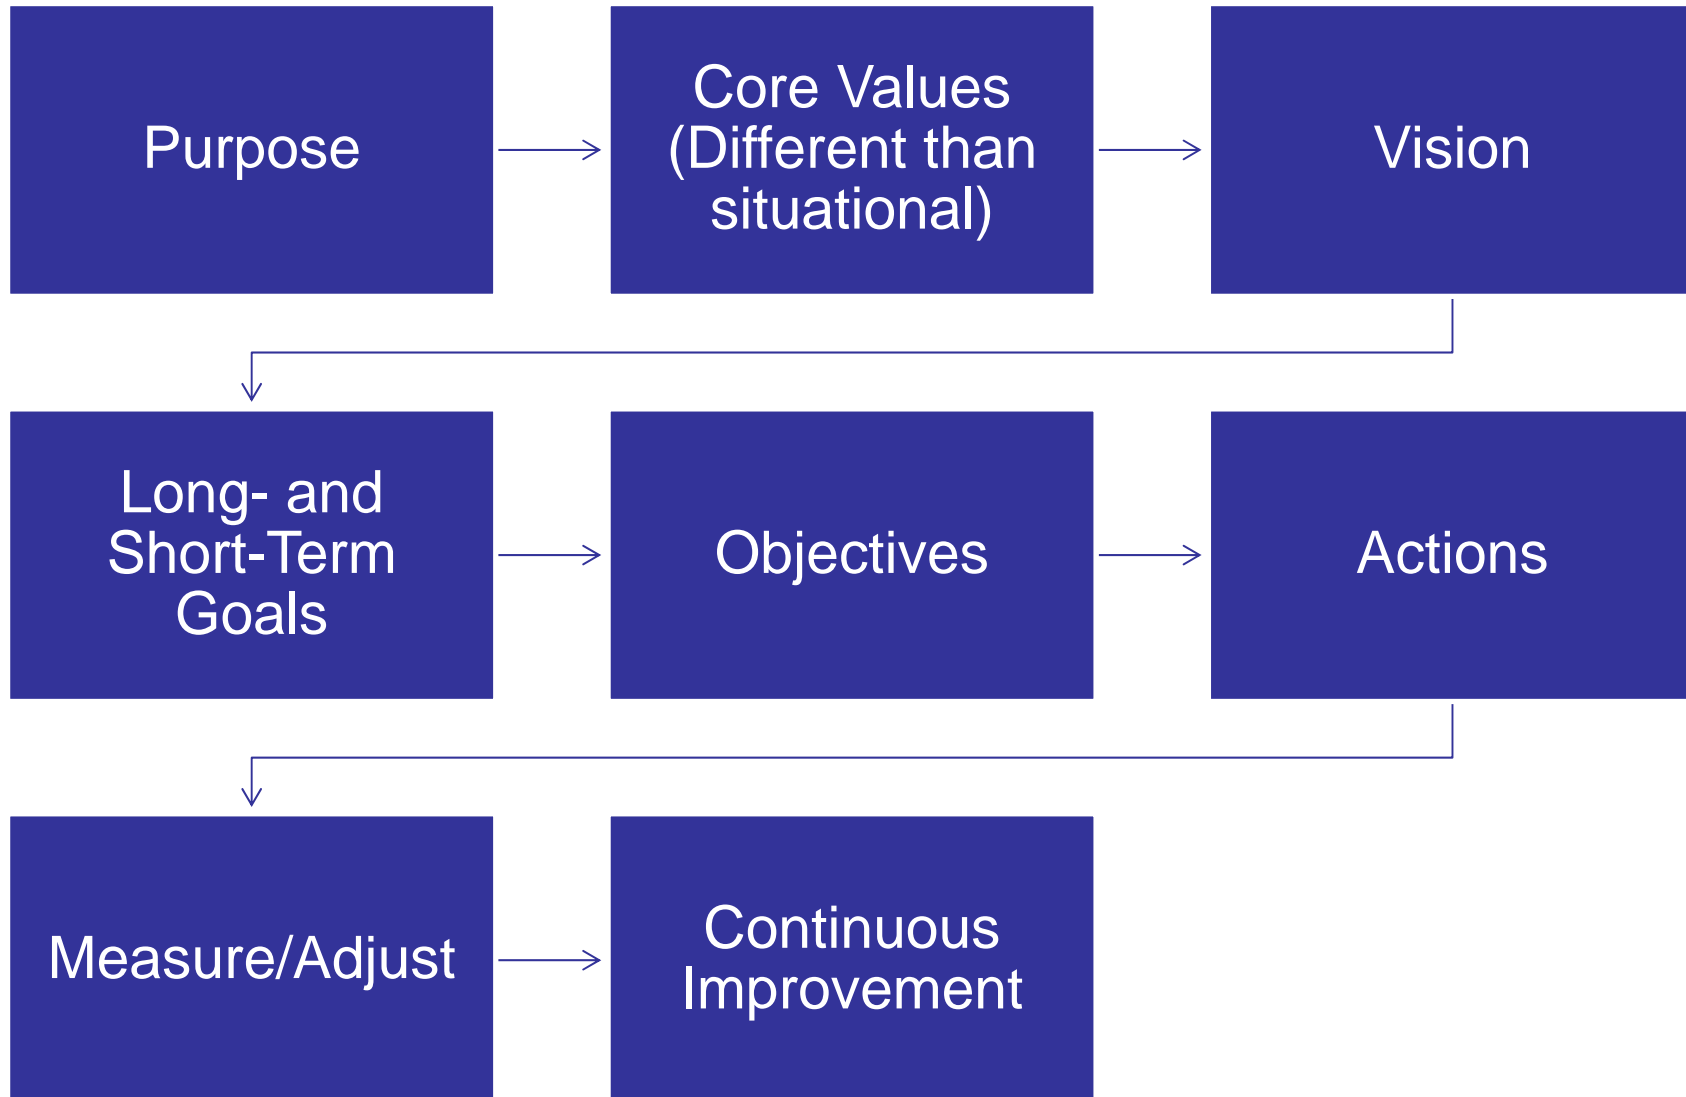 Purpose
Core Values
(Different than
situational)
Vision
Long- and
Short-Term
Goals
Objectives
Actions
Measure/Adjust
Continuous
Improvement